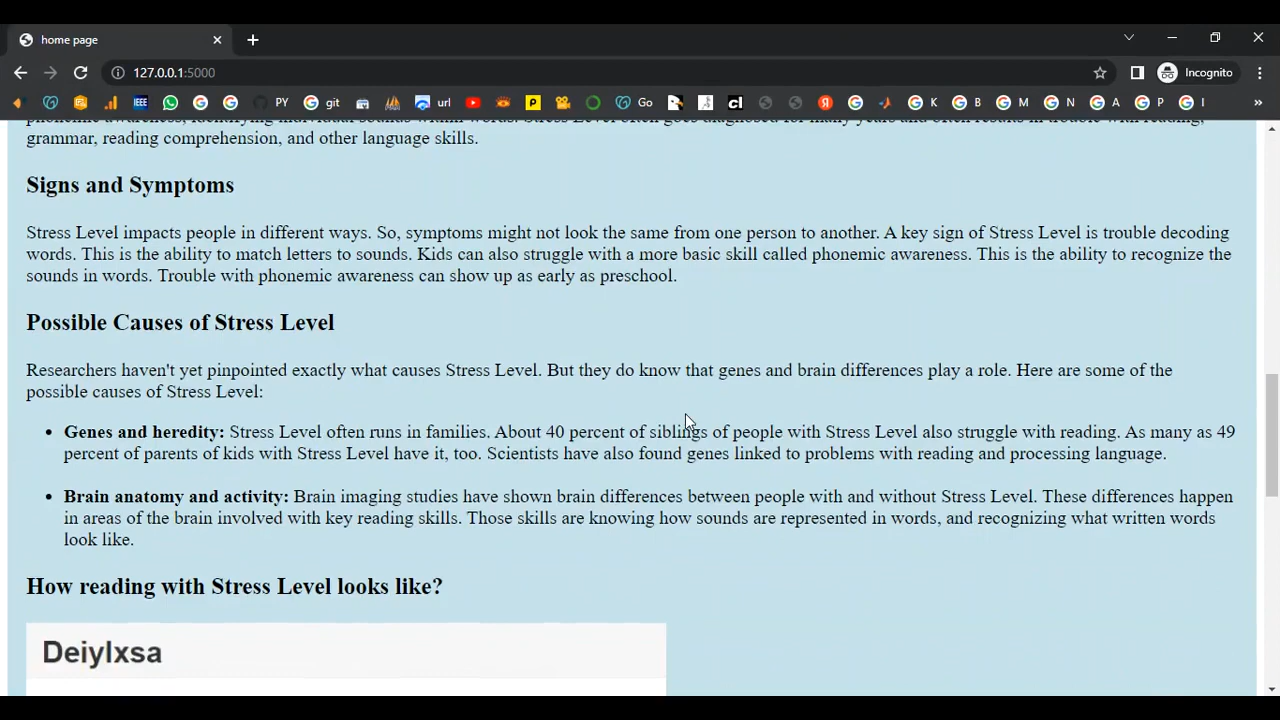 home page
127.0.0.1:5000
Incognito
PY
git
url
Go
K
B
M
N
A
P
I
»
grammar, reading comprehension, and other language skills.
Signs and Symptoms
Stress Level impacts people in different ways. So, symptoms might not look the same from one person to another. A key sign of Stress Level is trouble decoding
words. This is the ability to match letters to sounds. Kids can also struggle with a more basic skill called phonemic awareness. This is the ability to recognize the
sounds in words. Trouble with phonemic awareness can show up as early as preschool.
Possible Causes of Stress Level
Researchers haven't yet pinpointed exactly what causes Stress Level. But they do know that genes and brain differences play a role. Here are some of the
possible causes of Stress Level:
• Genes and heredity: Stress Level often runs in families. About 40 percent of siblings of people with Stress Level also struggle with reading. As many as 49
percent of parents of kids with Stress Level have it, too. Scientists have also found genes linked to problems with reading and processing language.
• Brain anatomy and activity: Brain imaging studies have shown brain differences between people with and without Stress Level. These differences happen
in areas of the brain involved with key reading skills. Those skills are knowing how sounds are represented in words, and recognizing what written words
look like.
How reading with Stress Level looks like?
Deiylxsa